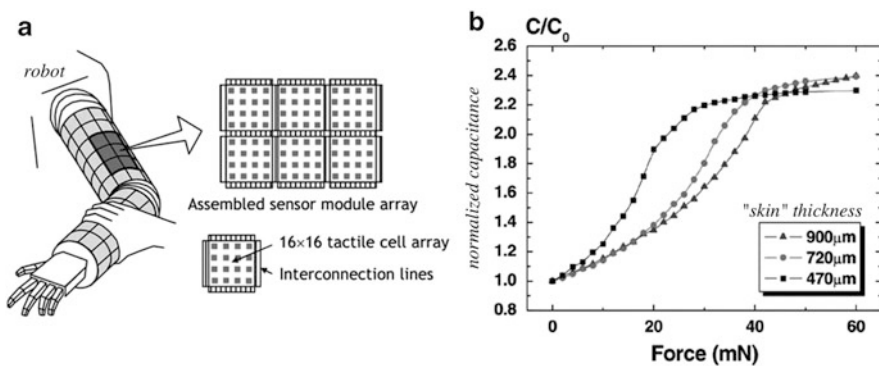 a
robot
Assembled sensor module array
16×16 tactile cell array
Interconnection lines
b
C/C₀
normalized capacitance
2.6
2.4
2.2
2.0
1.8
1.6
1.4
1.2
1.0
0.8
"skin" thickness
900μm
720μm
470μm
0
20
40
60
Force (mN)